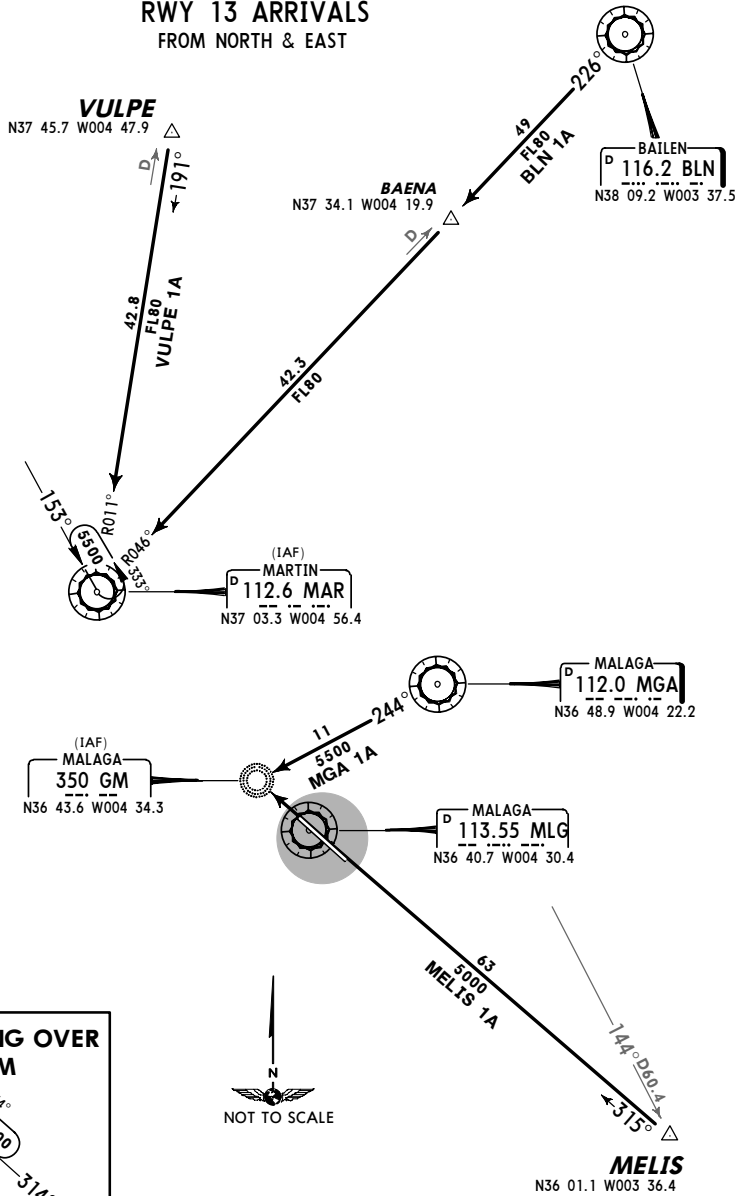 RWY 13 ARRIVALS
FROM NORTH & EAST
226°
VULPE
N37 45.7 W004 47.9
49
FL80
BLN 1A
BAILEN
D 116.2 BLN
N38 09.2 W003 37.5
D
191°
BAENA
N37 34.1 W004 19.9
D
42.8
FL80
VULPE 1A
42.3
FL80
153°
5500
R011°
R046°
333°
(IAF)
MARTIN
D 112.6 MAR
N37 03.3 W004 56.4
MALAGA
D 112.0 MGA
N36 48.9 W004 22.2
244°
11
5500
MGA 1A
(IAF)
MALAGA
350 GM
N36 43.6 W004 34.3
MALAGA
D 113.55 MLG
N36 40.7 W004 30.4
63
5000
MELIS 1A
144°
D60.4
315°
MELIS
N36 01.1 W003 36.4
N
NOT TO SCALE
OVER
314°